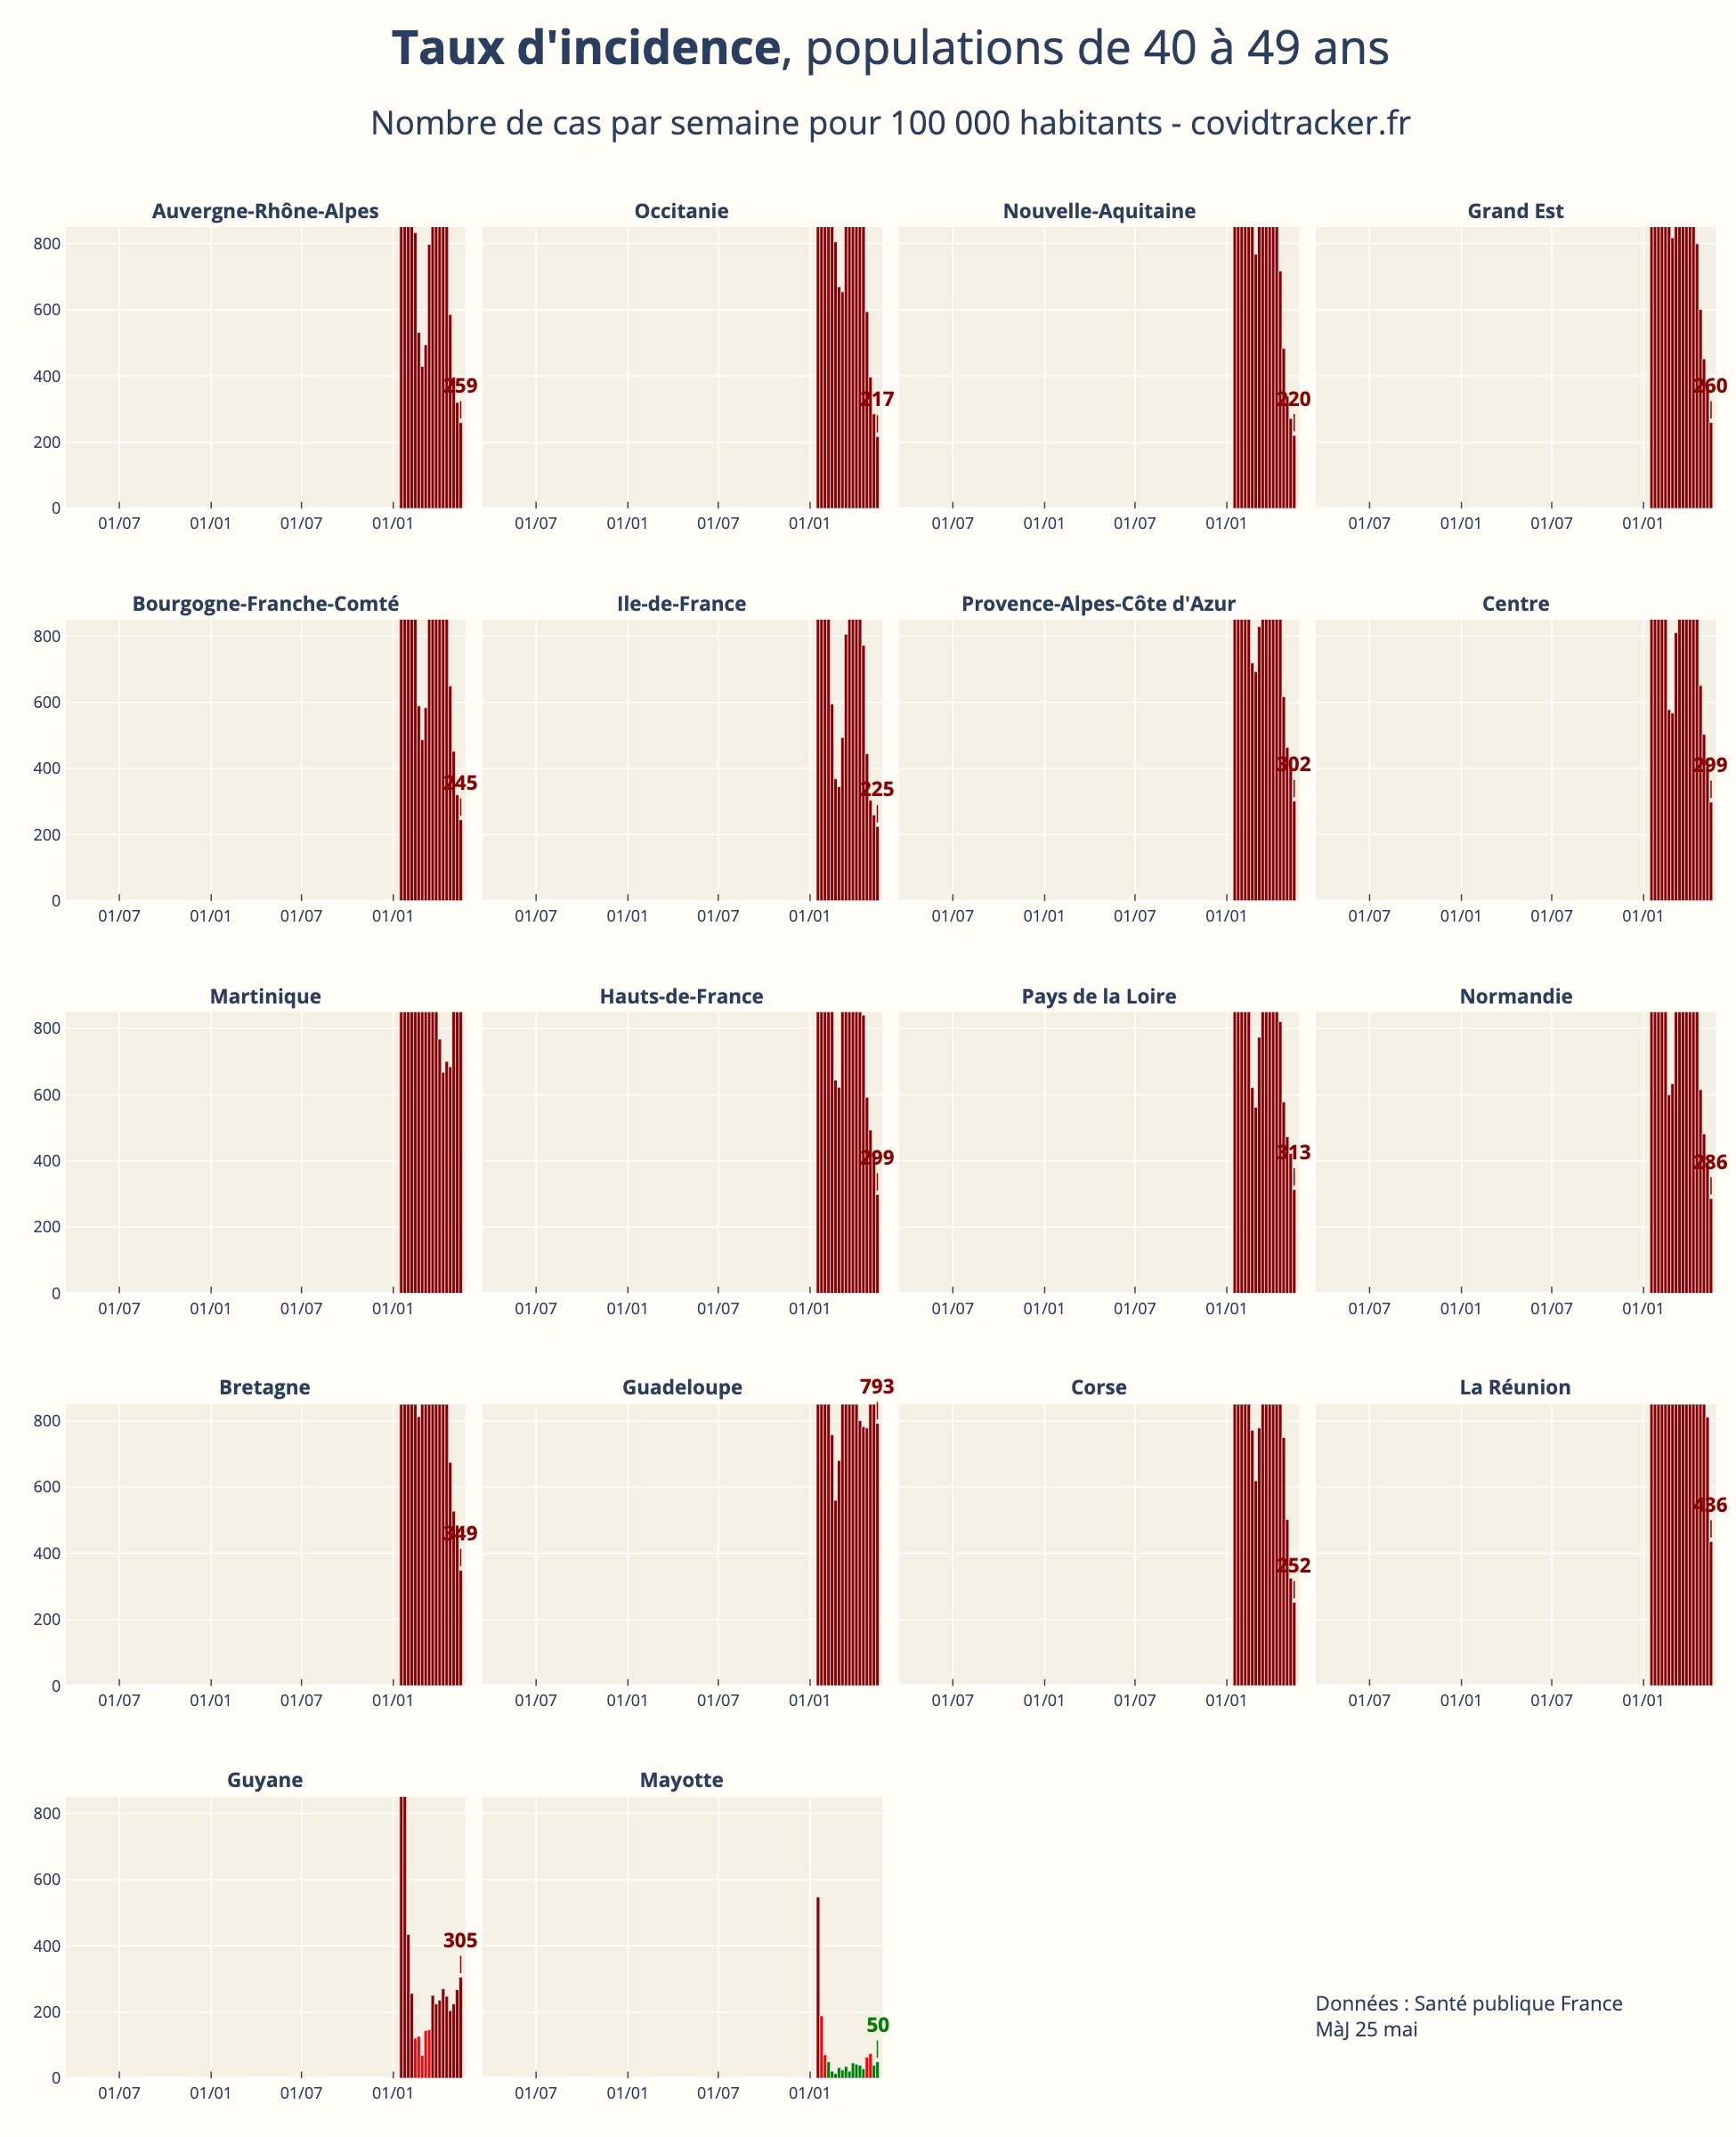 Taux d'incidence, populations de 40 à 49 ans
Nombre de cas par semaine pour 100 000 habitants - covidtracker.fr
Auvergne-Rhône-Alpes
Occitanie
Nouvelle-Aquitaine
Grand Est
800
600
400
200
0
259
217
220
260
01/07 01/01 01/07 01/01
01/07 01/01 01/07 01/01
01/07 01/01 01/07 01/01
01/07 01/01 01/07 01/01
Bourgogne-Franche-Comté
Ile-de-France
Provence-Alpes-Côte d'Azur
Centre
800
600
400
200
0
245
225
302
299
01/07 01/01 01/07 01/01
01/07 01/01 01/07 01/01
01/07 01/01 01/07 01/01
01/07 01/01 01/07 01/01
Martinique
Hauts-de-France
Pays de la Loire
Normandie
800
600
400
200
0
299
313
286
01/07 01/01 01/07 01/01
01/07 01/01 01/07 01/01
01/07 01/01 01/07 01/01
01/07 01/01 01/07 01/01
Bretagne
Guadeloupe
Corse
La Réunion
800
600
400
200
0
349
793
252
436
01/07 01/01 01/07 01/01
01/07 01/01 01/07 01/01
01/07 01/01 01/07 01/01
01/07 01/01 01/07 01/01
Guyane
Mayotte
800
600
400
200
0
305
50
01/07 01/01 01/07 01/01
01/07 01/01 01/07 01/01
Données : Santé publique France
MàJ 25 mai